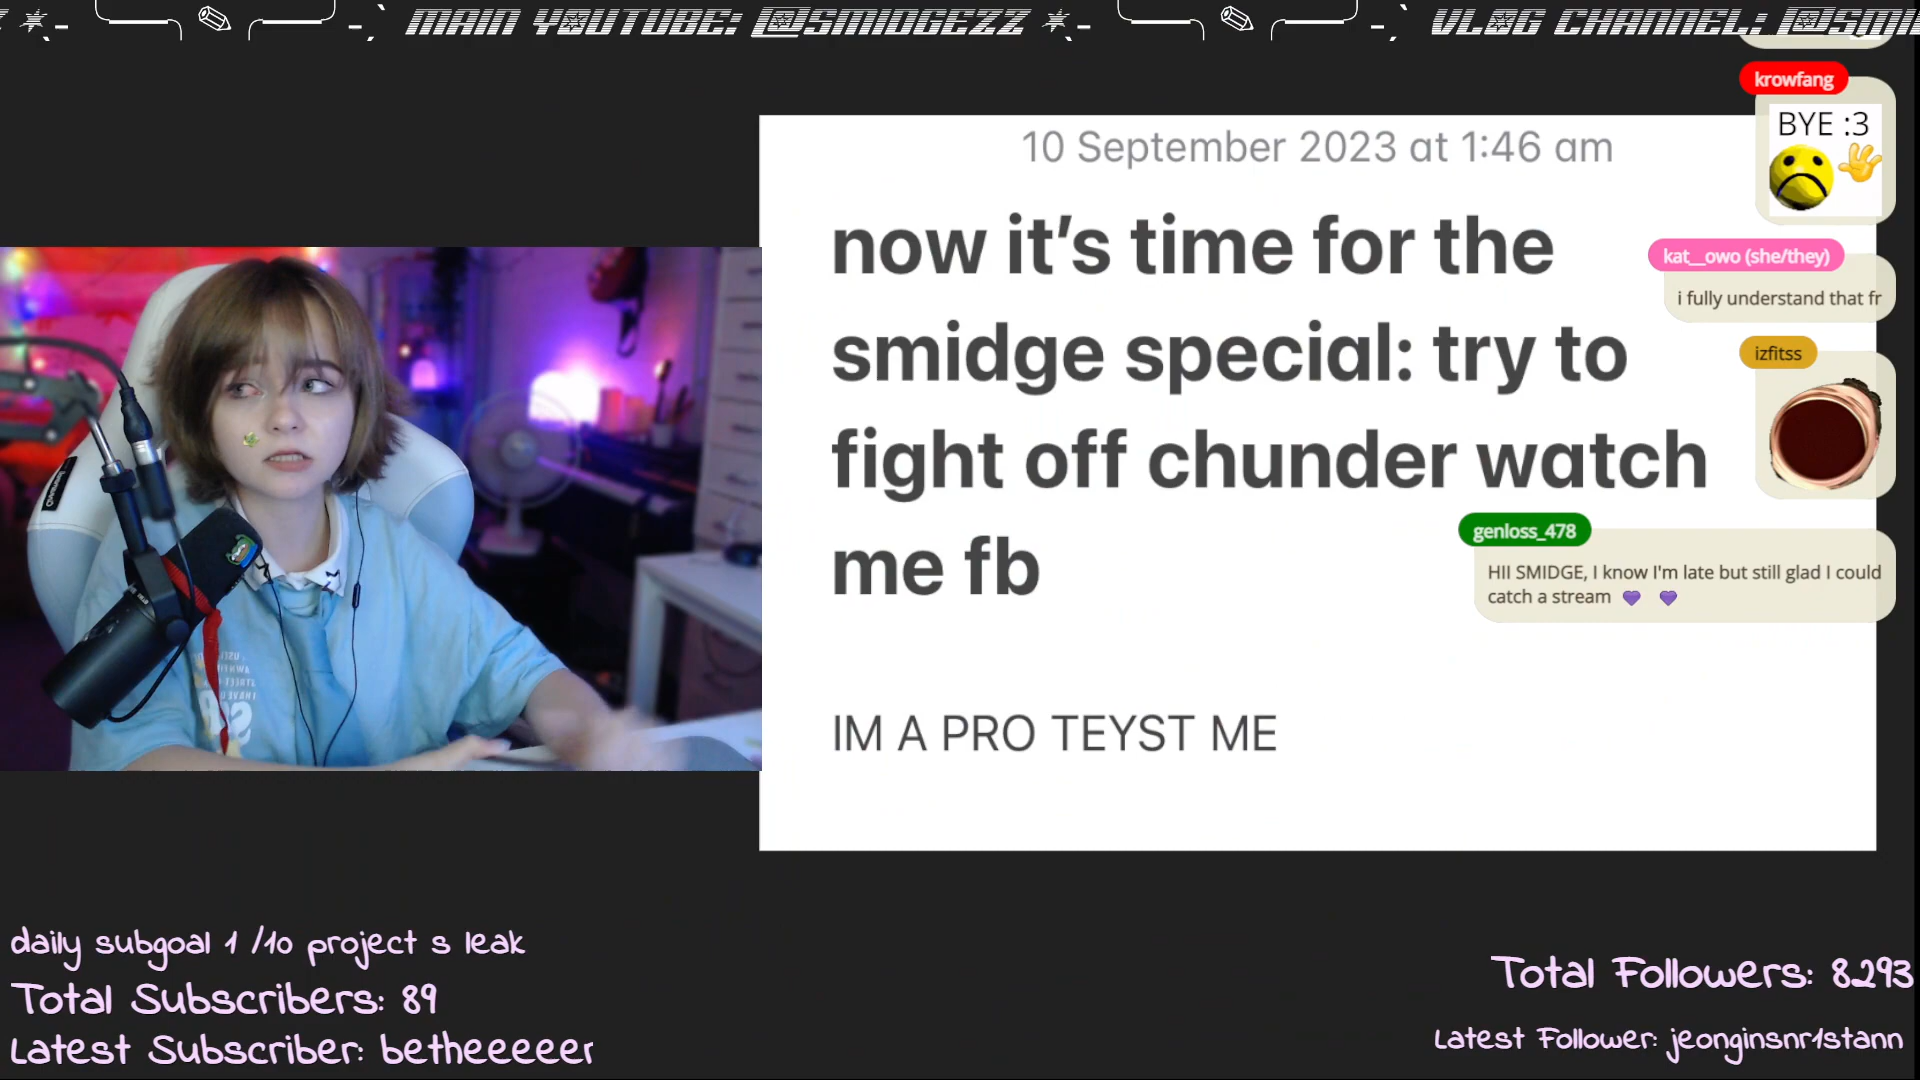 MAIN YOUTUBE: @SMIDGEZZ
VLOG CHANNEL: @SMI
krowfang
BYE :3
10 September 2023 at 1:46 am
now it's time for the
smidge special: try to
fight off chunder watch
me fb
IM A PRO TEYST ME
kat__owo (she/they)
i fully understand that fr
izfitss
genloss_478
HII SMIDGE, I know I'm late but still glad I could
catch a stream 💜 💜
daily subgoal 1 /10 project s leak
Total Subscribers: 89
Latest Subscriber: betheeeeer
Total Followers: 8293
Latest Follower: jeonginsnr1stann